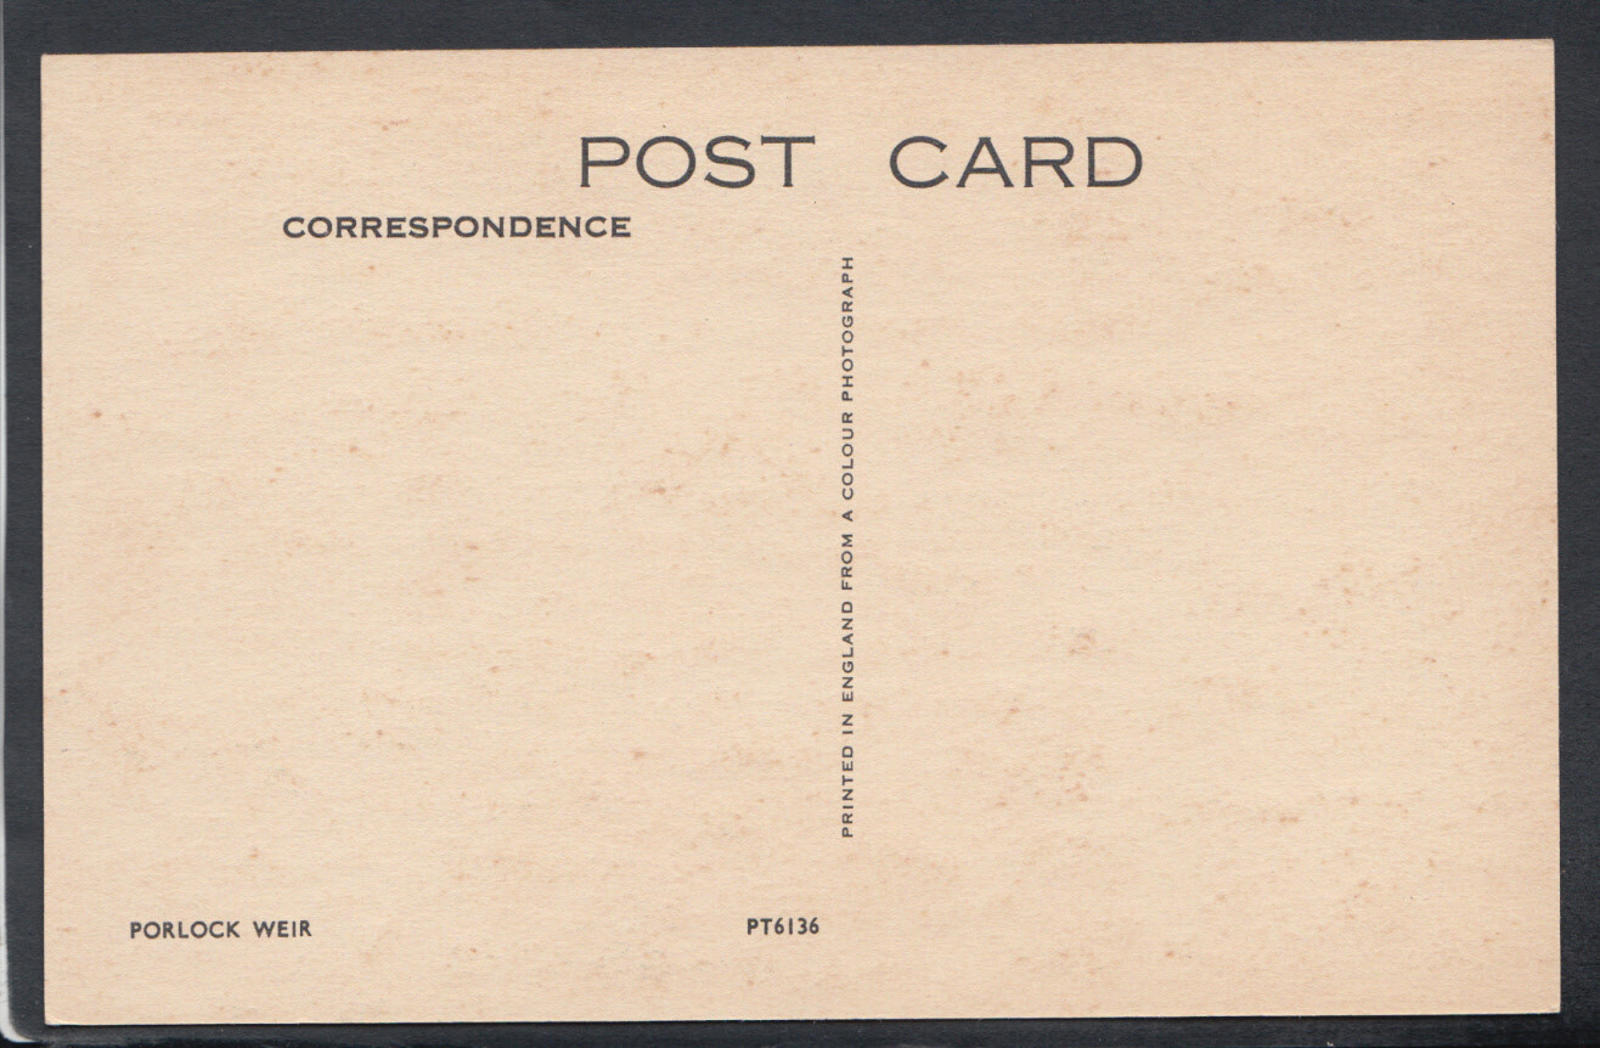 POST CARD
CORRESPONDENCE
PRINTED IN ENGLAND FROM A COLOUR PHOTOGRAPH
PORLOCK WEIR
PT6136